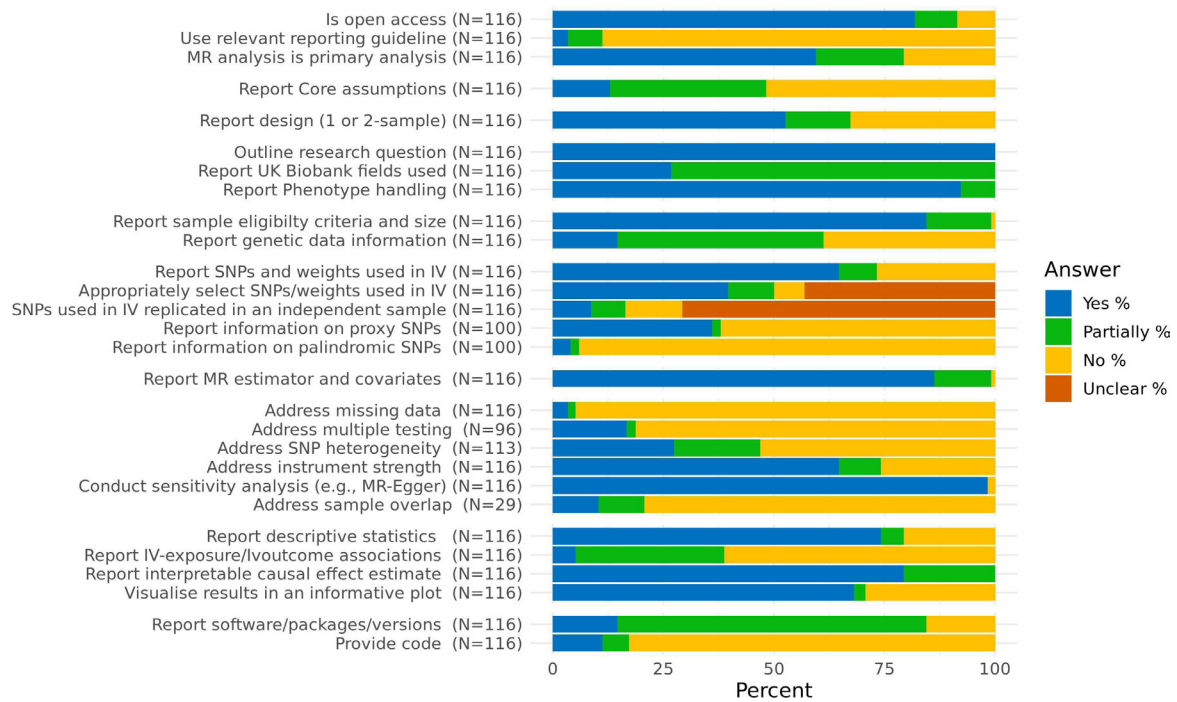 Is open access (N=116)
Use relevant reporting guideline (N=116)
MR analysis is primary analysis (N=116)
Report Core assumptions (N=116)
Report design (1 or 2-sample) (N=116)
Outline research question (N=116)
Report UK Biobank fields used (N=116)
Report Phenotype handling (N=116)
Report sample eligibilty criteria and size (N=116)
Report genetic data information (N=116)
Report SNPs and weights used in IV (N=116)
Appropriately select SNPs/weights used in IV (N=116)
SNPs used in IV replicated in an independent sample (N=116)
Report information on proxy SNPs (N=100)
Report information on palindromic SNPs (N=100)
Report MR estimator and covariates (N=116)
Address missing data (N=116)
Address multiple testing (N=96)
Address SNP heterogeneity (N=113)
Address instrument strength (N=116)
Conduct sensitivity analysis (e.g., MR-Egger) (N=116)
Address sample overlap (N=29)
Report descriptive statistics (N=116)
Report IV-exposure/Ivoutcome associations (N=116)
Report interpretable causal effect estimate (N=116)
Visualise results in an informative plot (N=116)
Report software/packages/versions (N=116)
Provide code (N=116)
0 25 50 75 100
Percent
Answer
Yes %
Partially %
No %
Unclear %